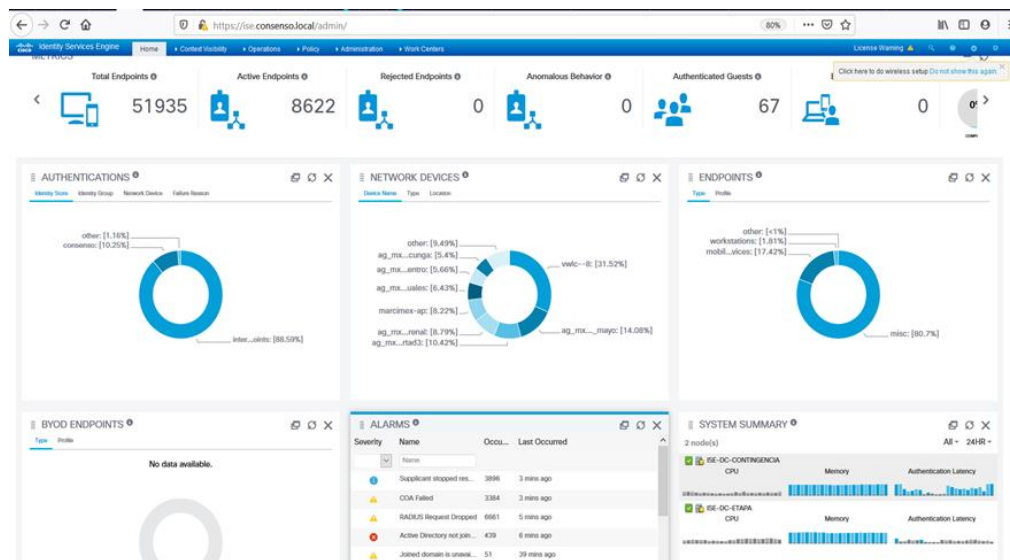 https://ise.consenso.local/admin/
80%
Identity Services Engine Home Context Visibility Operations Policy Administration Work Centers License Warning
METRICS
Click here to do wireless setup Do not show this again.
Total Endpoints Active Endpoints Rejected Endpoints Anomalous Behavior Authenticated Guests
51935 8622 0 0 67 0
AUTHENTICATIONS
Identity Store Identity Group Network Device Failure Reason
other: [1.16%]
consenso: [10.25%]
inter...oints: [88.59%]
NETWORK DEVICES
Device Name Type Location
other: [9.49%]
ag_mx...cunga: [5.4%]
ag_mx...entro: [5.66%]
ag_mx...uales: [6.43%]
marcimex-ap: [8.22%]
ag_mx...renal: [8.79%]
ag_mx...rtad3: [10.42%]
vwlc--8: [31.52%]
ag_mx..._mayo: [14.08%]
ENDPOINTS
Type Profile
other: [<1%]
workstations: [1.81%]
mobil...vices: [17.42%]
misc: [80.7%]
BYOD ENDPOINTS
Type Profile
No data available.
ALARMS
Severity Name Occu... Last Occurred
Name
Supplicant stopped res... 3896 3 mins ago
COA Failed 3384 3 mins ago
RADIUS Request Dropped 6661 5 mins ago
Active Directory not join... 439 6 mins ago
Joined domain is unavai... 51 39 mins ago
SYSTEM SUMMARY
2 node(s) All 24HR
ISE-DC-CONTINGENCIA
CPU Memory Authentication Latency
ISE-DC-ETAPA
CPU Memory Authentication Latency